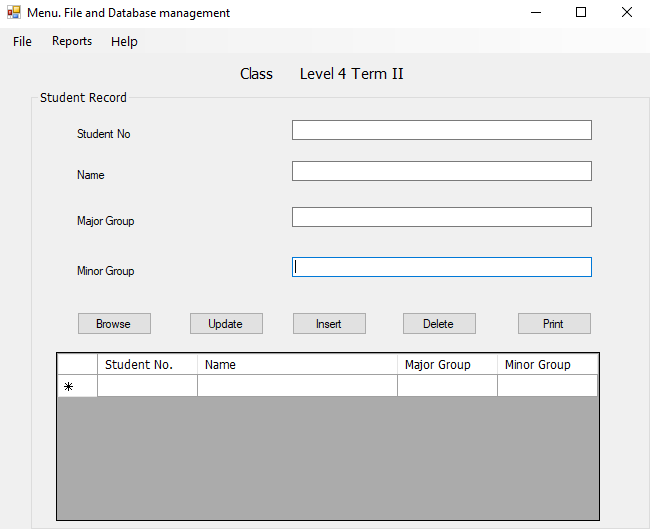 Menu. File and Database management
File Reports Help
Class Level 4 Term II
Student Record
Student No
Name
Major Group
Minor Group
Browse Update Insert Delete Print
Student No. Name Major Group Minor Group